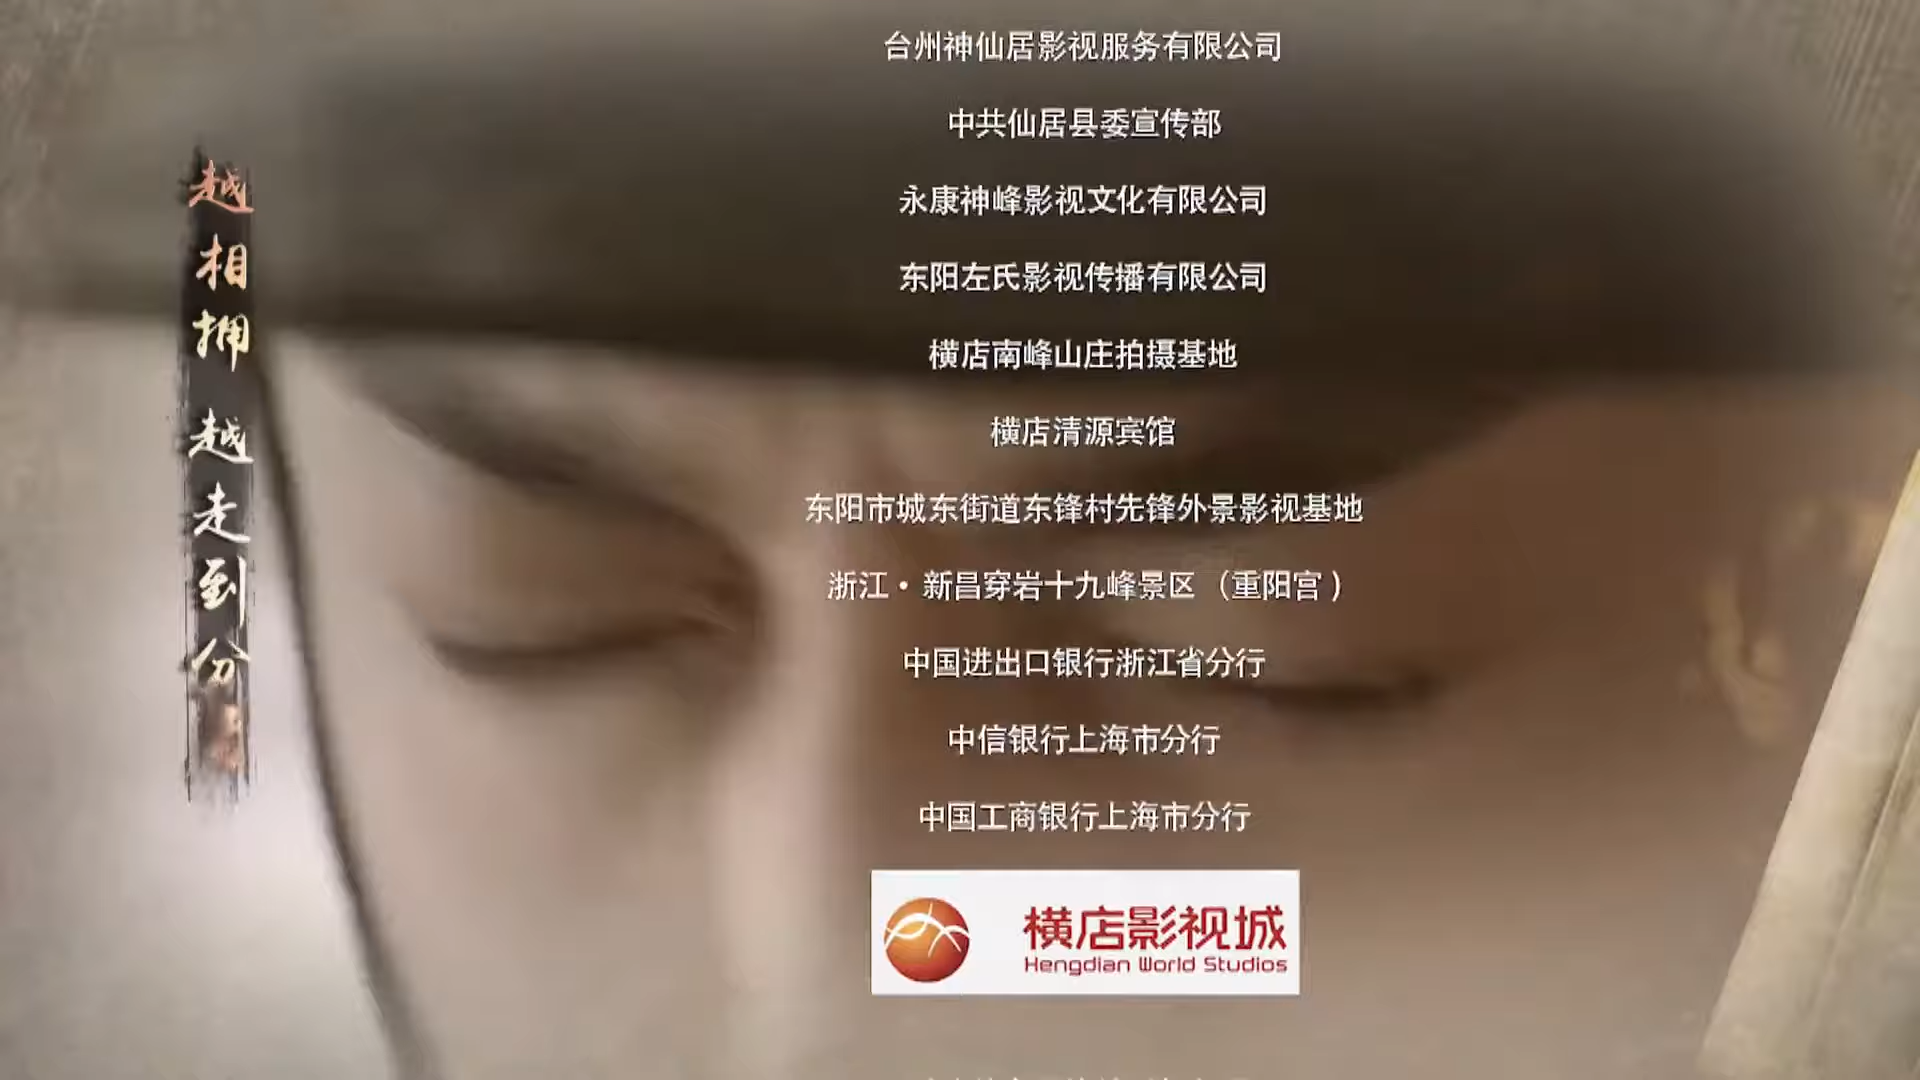 越相拥 越走到分
台州神仙居影视服务有限公司
中共仙居县委宣传部
永康神峰影视文化有限公司
东阳左氏影视传播有限公司
横店南峰山庄拍摄基地
横店清源宾馆
东阳市城东街道东锋村先锋外景影视基地
浙江·新昌穿岩十九峰景区（重阳宫）
中国进出口银行浙江省分行
中信银行上海市分行
中国工商银行上海市分行
横店影视城
Hengdian World Studios